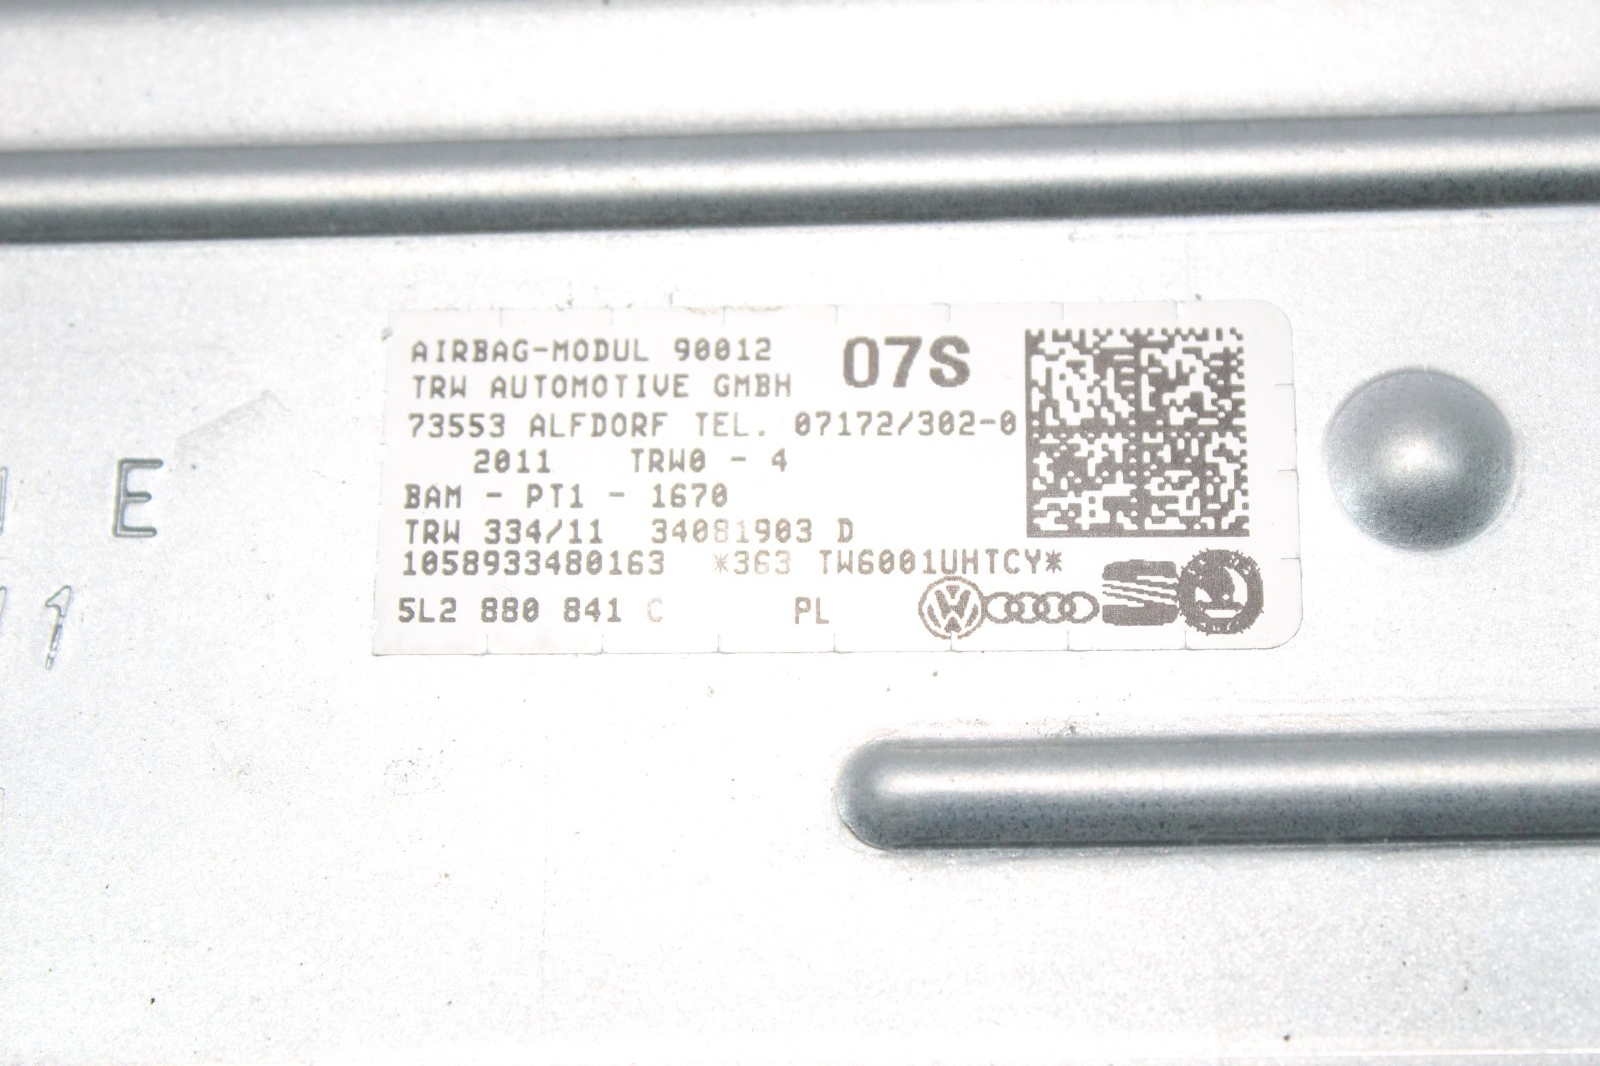 AIRBAG-MODUL 90012 07S
TRW AUTOMOTIVE GMBH
73553 ALFDORF TEL. 07172/302-0
2011 TRW0 - 4
BAM - PT1 - 1670
TRW 334/11 34081903 D
1058933480163 *363 TW6001UHTCY*
5L2 880 841 C PL
E
1